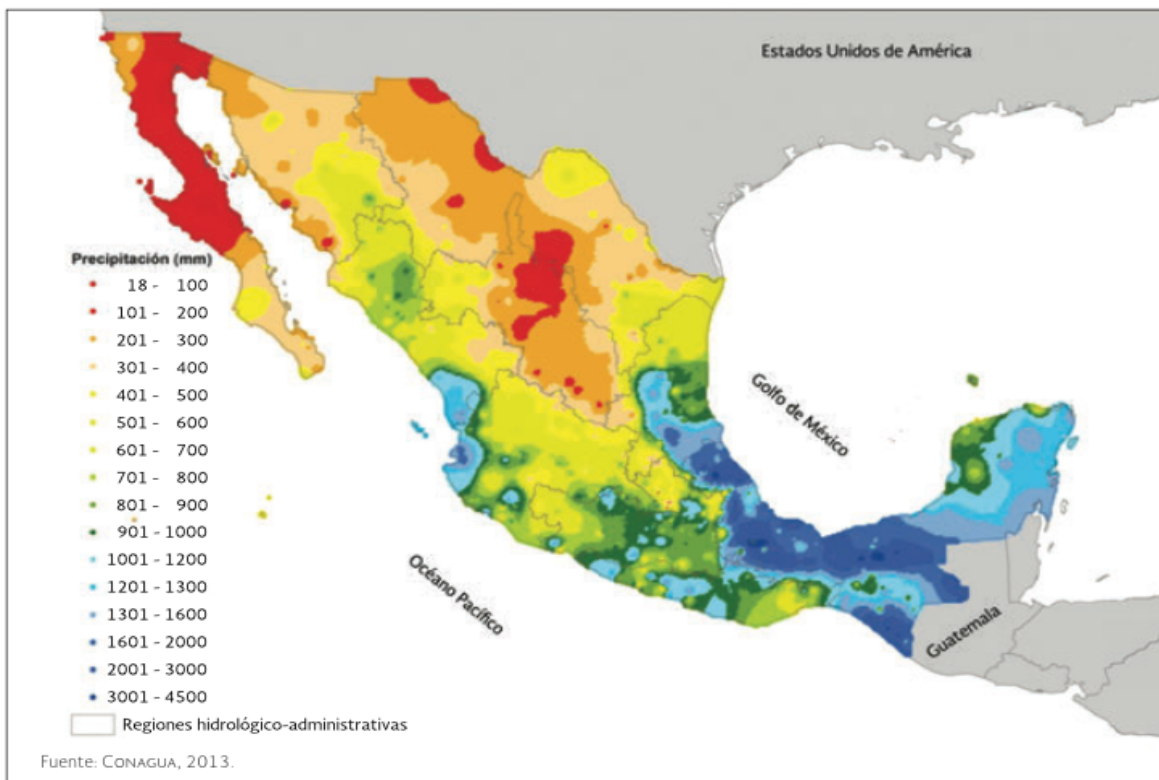 Estados Unidos de América
Golfo de México
Océano Pacífico
Guatemala
Precipitación (mm)
18 - 100
101 - 200
201 - 300
301 - 400
401 - 500
501 - 600
601 - 700
701 - 800
801 - 900
901 - 1000
1001 - 1200
1201 - 1300
1301 - 1600
1601 - 2000
2001 - 3000
3001 - 4500
Regiones hidrológico-administrativas
Fuente: CONAGUA, 2013.